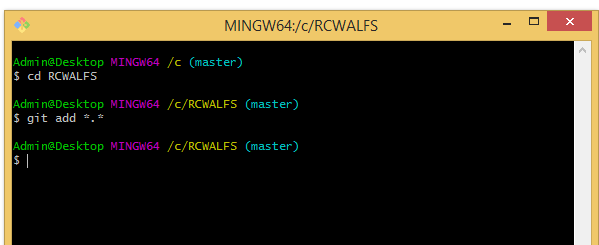 MINGW64:/c/RCWALFS
Admin@Desktop MINGW64 /c (master)
$ cd RCWALFS
Admin@Desktop MINGW64 /c/RCWALFS (master)
$ git add *.*
Admin@Desktop MINGW64 /c/RCWALFS (master)
$